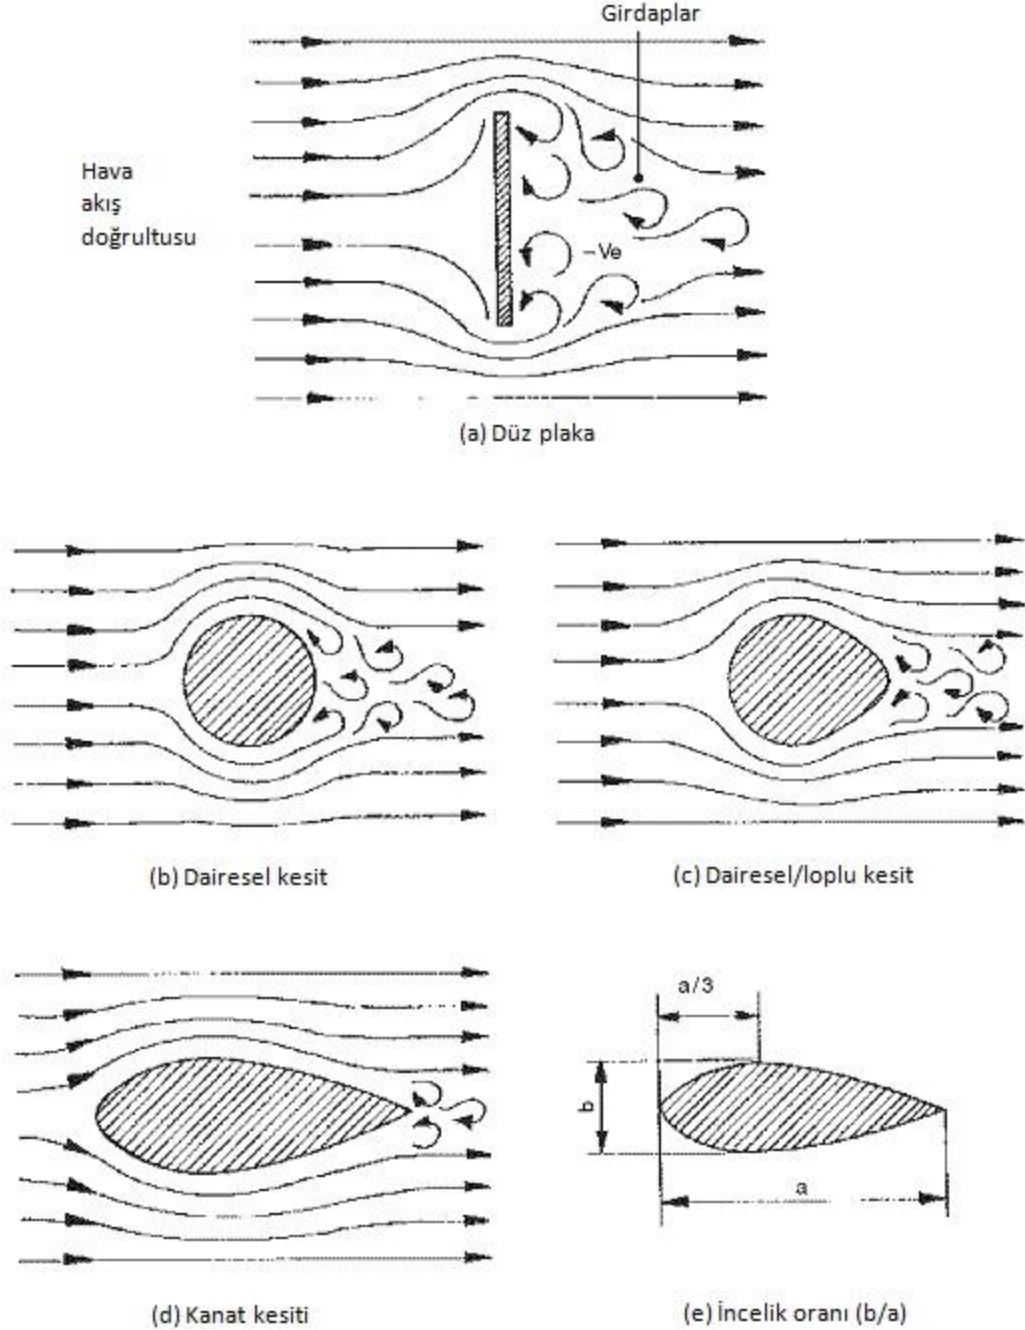 Girdaplar
Hava
akış
doğrultusu
–Ve
(a) Düz plaka
(b) Dairesel kesit
(c) Dairesel/loplu kesit
a/3
b
a
(d) Kanat kesiti
(e) İncelik oranı (b/a)